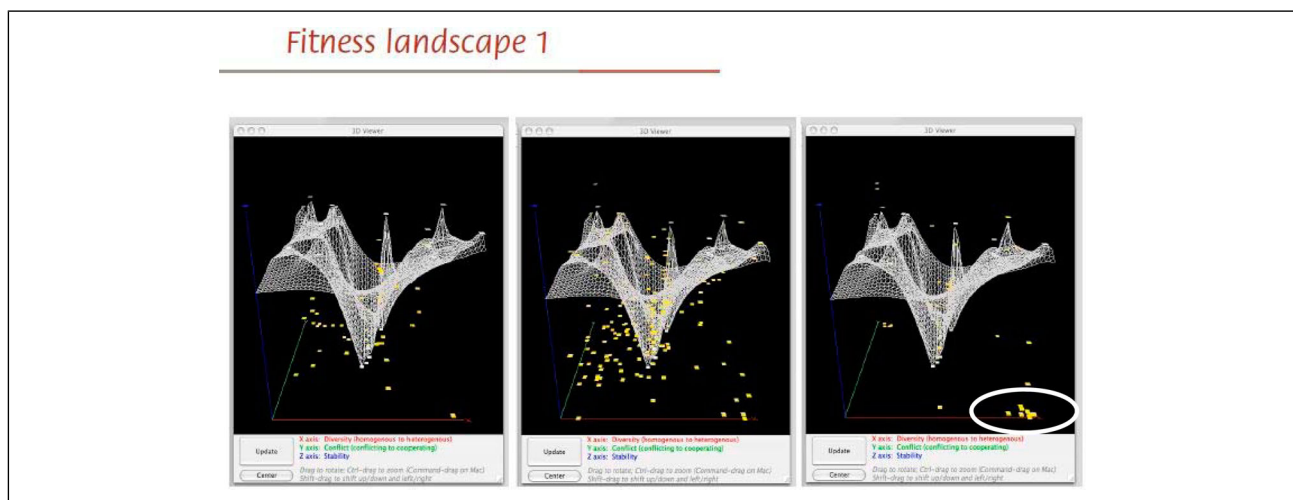 Fitness landscape 1
3D Viewer
Update
Center
X axis: Diversity (homogenous to heterogenous)
Y axis: Conflict (conflicting to cooperating)
Z axis: Stability
Drag to rotate; Ctrl-drag to zoom (Command-drag on Mac)
Shift-drag to shift up/down and left/right
3D Viewer
Update
Center
X axis: Diversity (homogenous to heterogenous)
Y axis: Conflict (conflicting to cooperating)
Z axis: Stability
Drag to rotate; Ctrl-drag to zoom (Command-drag on Mac)
Shift-drag to shift up/down and left/right
3D Viewer
Update
Center
X axis: Diversity (homogenous to heterogenous)
Y axis: Conflict (conflicting to cooperating)
Z axis: Stability
Drag to rotate; Ctrl-drag to zoom (Command-drag on Mac)
Shift-drag to shift up/down and left/right